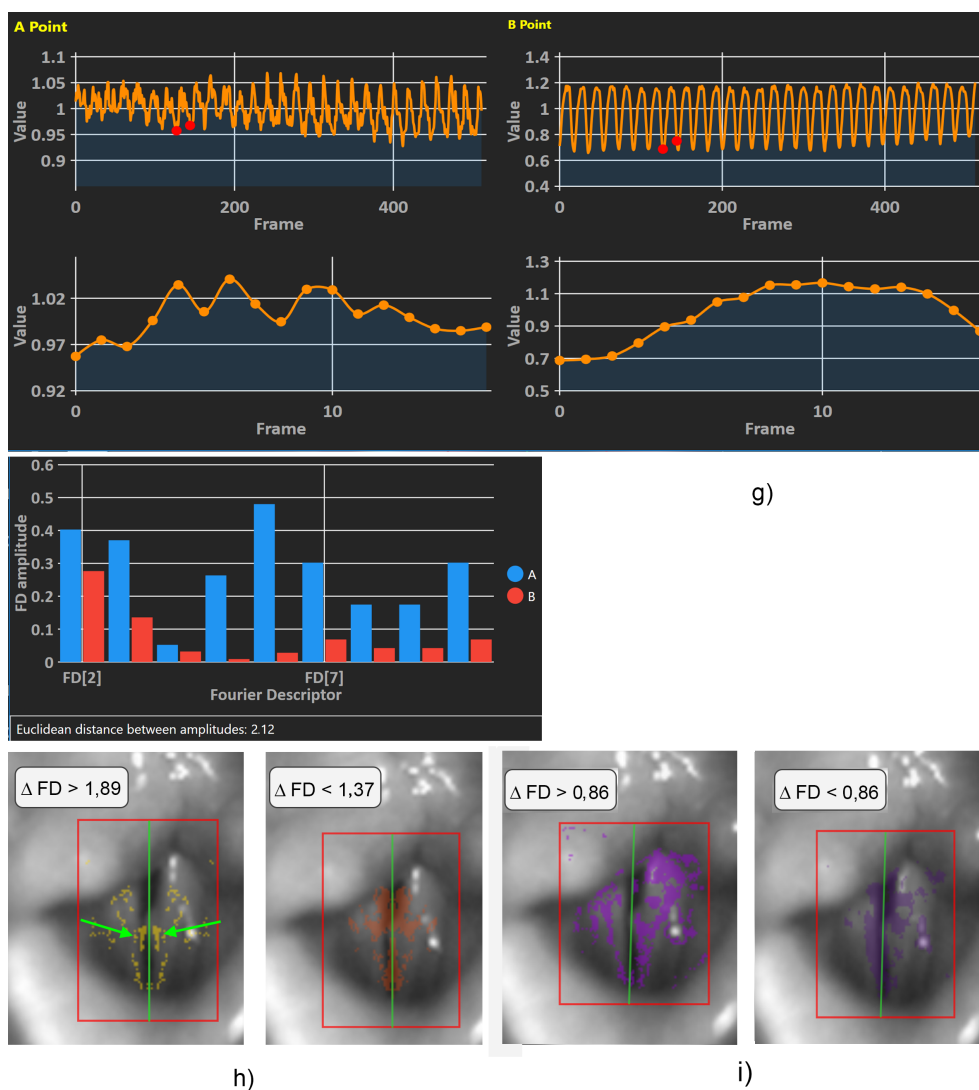 A Point
1.1
1.05
1
0.95
0.9
Value
0 200 400
Frame
1.02
0.97
0.92
Value
0 10
Frame
B Point
1.4
1.2
1
0.8
0.6
0.4
Value
0 200 400
Frame
1.3
1.1
0.9
0.7
0.5
Value
0 10
Frame
g)
0.6
0.5
0.4
0.3
0.2
0.1
0
FD amplitude
FD[2] FD[7]
Fourier Descriptor
A
B
Euclidean distance between amplitudes: 2.12
Δ FD > 1,89
Δ FD < 1,37
Δ FD > 0,86
Δ FD < 0,86
h)
i)